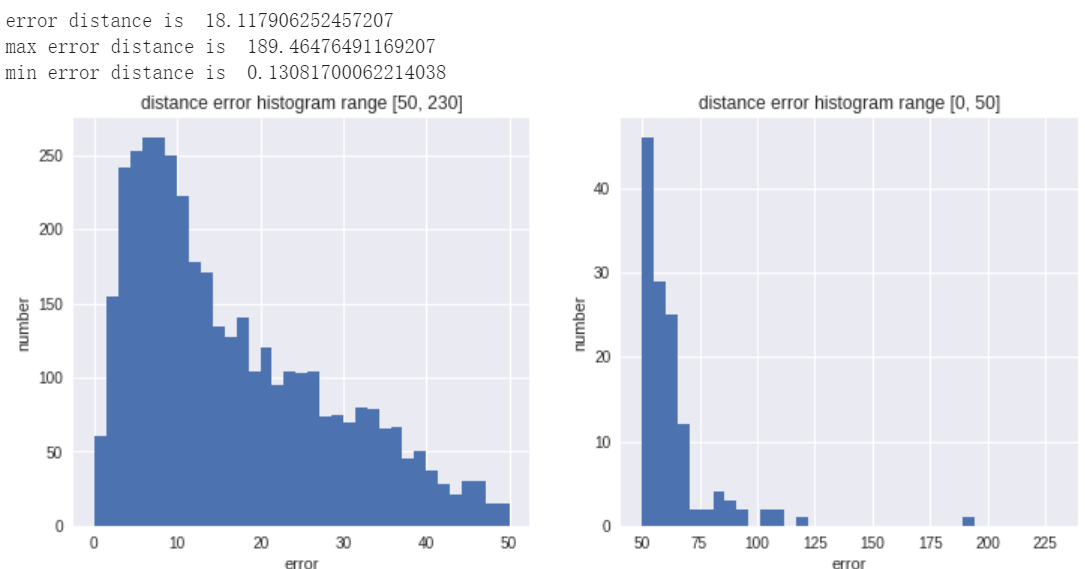 error distance is 18.117906252457207
max error distance is 189.46476491169207
min error distance is 0.13081700062214038
distance error histogram range [50, 230]
number
250
200
150
100
50
0
0 10 20 30 40 50
error
distance error histogram range [0, 50]
number
40
30
20
10
0
50 75 100 125 150 175 200 225
error